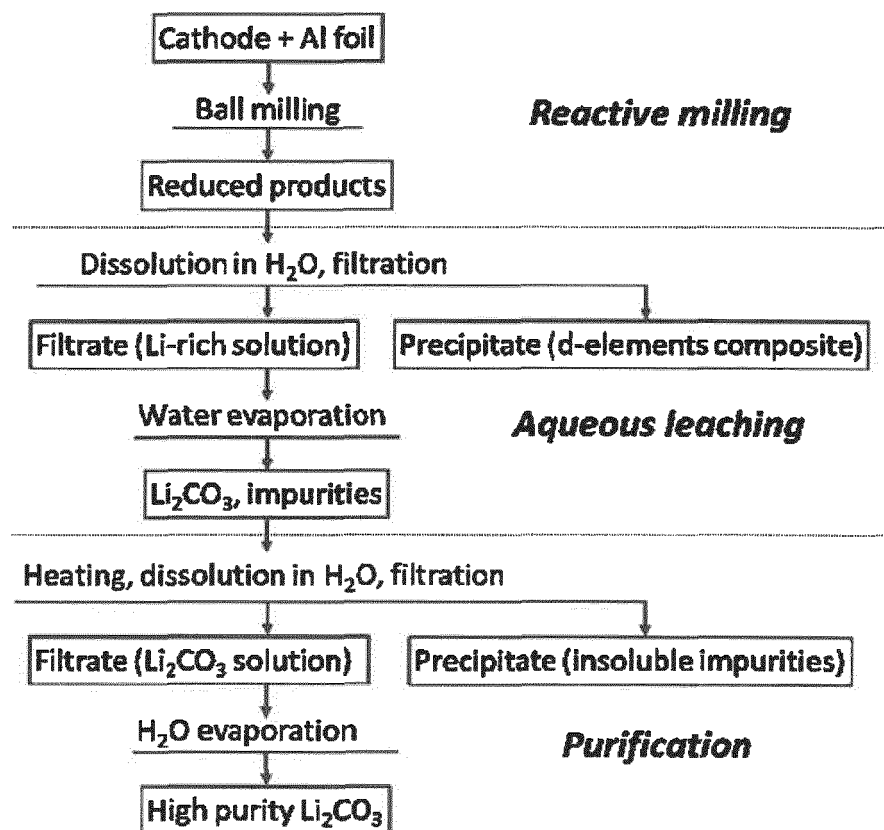 Cathode + Al foil
Ball milling
Reactive milling
Reduced products
Dissolution in H₂O, filtration
Filtrate (Li-rich solution)
Precipitate (d-elements composite)
Water evaporation
Aqueous leaching
Li₂CO₃, impurities
Heating, dissolution in H₂O, filtration
Filtrate (Li₂CO₃ solution)
Precipitate (insoluble impurities)
H₂O evaporation
Purification
High purity Li₂CO₃